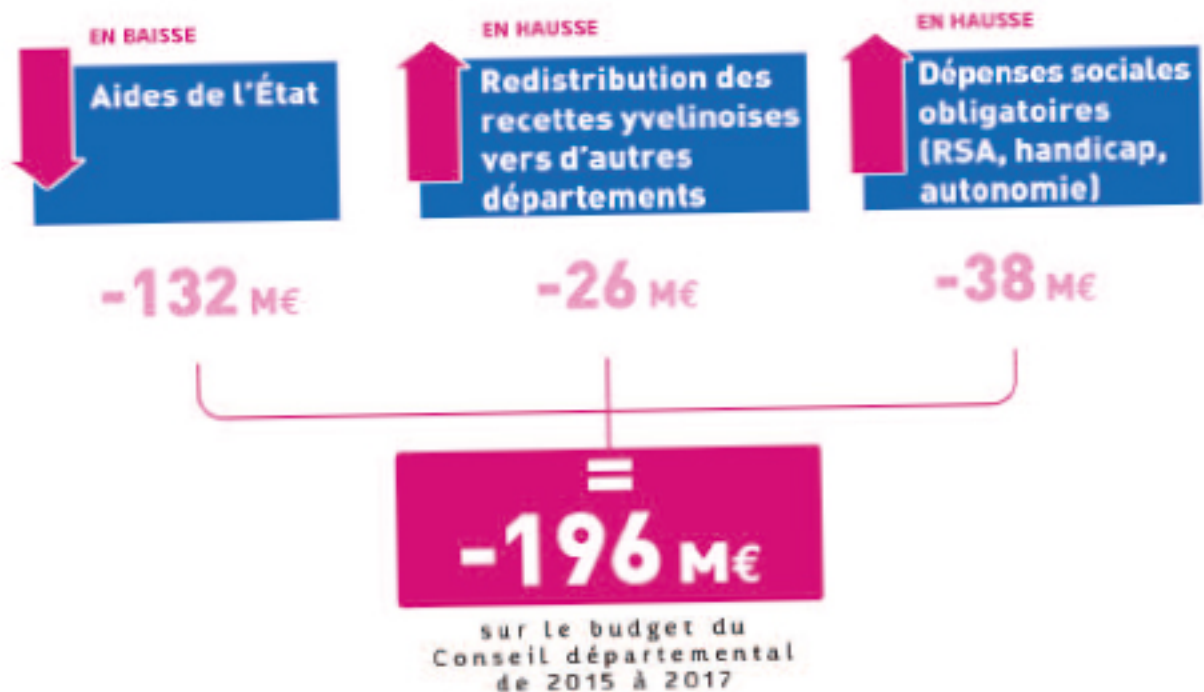 EN BAISSE
Aides de l'État
-132 M€
EN HAUSSE
Redistribution des
recettes yvelinoises
vers d'autres
départements
-26 M€
EN HAUSSE
Dépenses sociales
obligatoires
(RSA, handicap,
autonomie)
-38 M€
=
-196 M€
sur le budget du
Conseil départemental
de 2015 à 2017